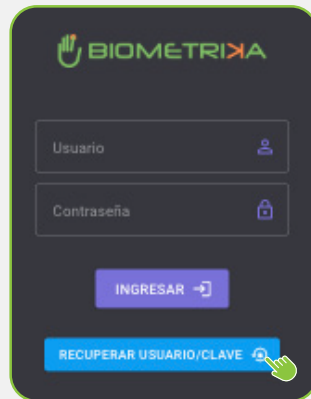 BIOMETRIKA
Usuario
Contraseña
INGRESAR
RECUPERAR USUARIO/CLAVE